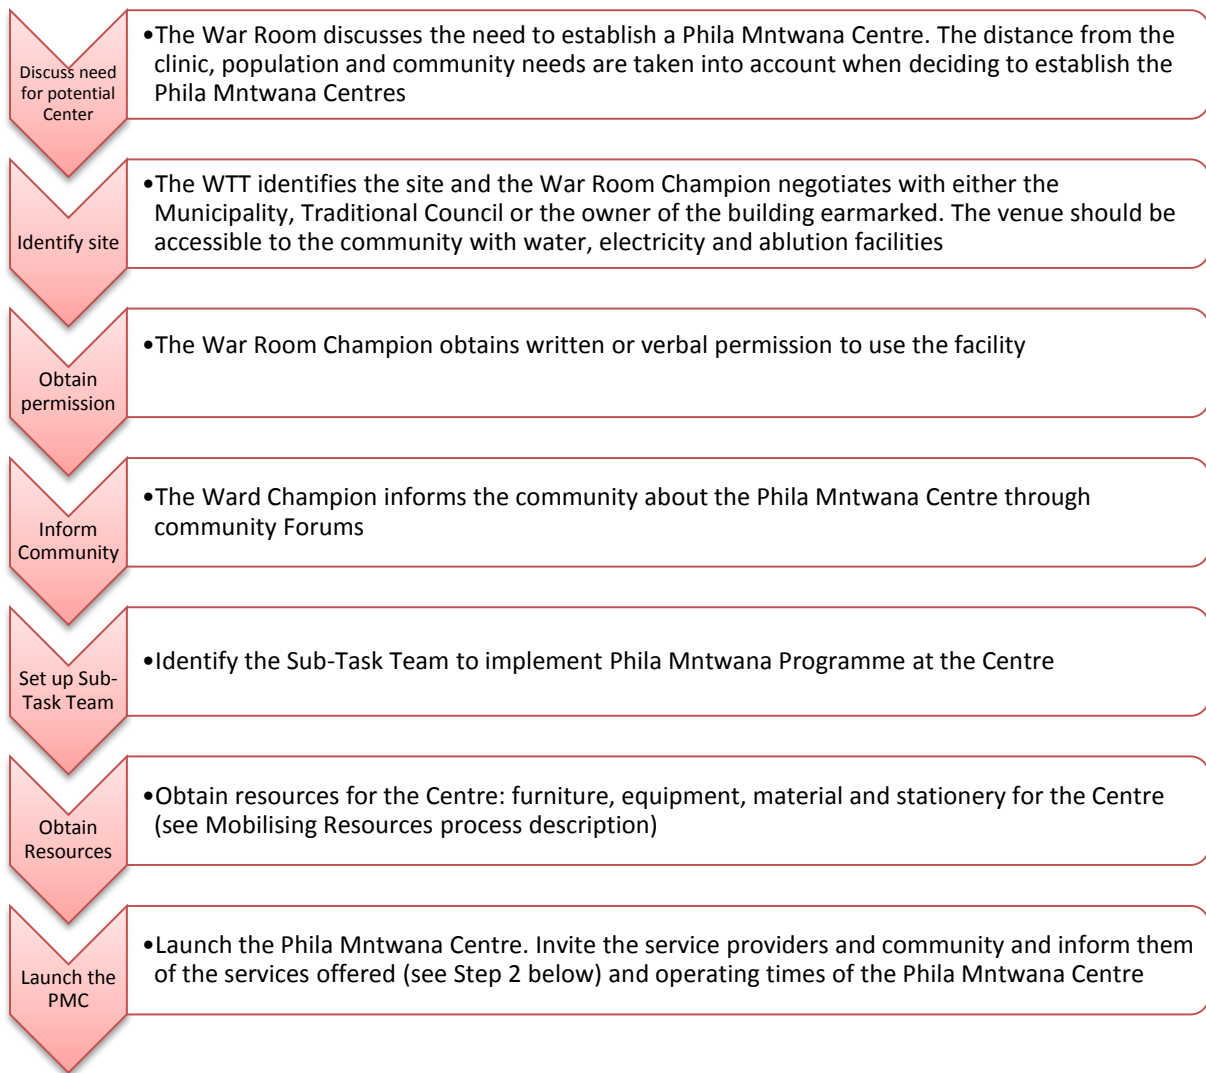 Discuss need
for potential
Center
•The War Room discusses the need to establish a Phila Mntwana Centre. The distance from the
clinic, population and community needs are taken into account when deciding to establish the
Phila Mntwana Centres
Identify site
•The WTT identifies the site and the War Room Champion negotiates with either the
Municipality, Traditional Council or the owner of the building earmarked. The venue should be
accessible to the community with water, electricity and ablution facilities
Obtain
permission
•The War Room Champion obtains written or verbal permission to use the facility
Inform
Community
•The Ward Champion informs the community about the Phila Mntwana Centre through
community Forums
Set up Sub-
Task Team
•Identify the Sub-Task Team to implement Phila Mntwana Programme at the Centre
Obtain
Resources
•Obtain resources for the Centre: furniture, equipment, material and stationery for the Centre
(see Mobilising Resources process description)
Launch the
PMC
•Launch the Phila Mntwana Centre. Invite the service providers and community and inform them
of the services offered (see Step 2 below) and operating times of the Phila Mntwana Centre